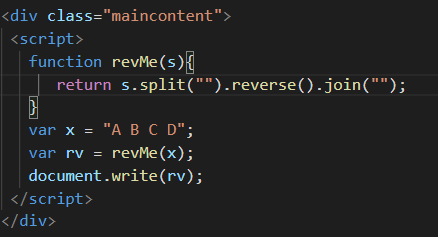 <div class="maincontent">
<script>
function revMe(s){
return s.split("").reverse().join("");
}
var x = "A B C D";
var rv = revMe(x);
document.write(rv);
</script>
</div>